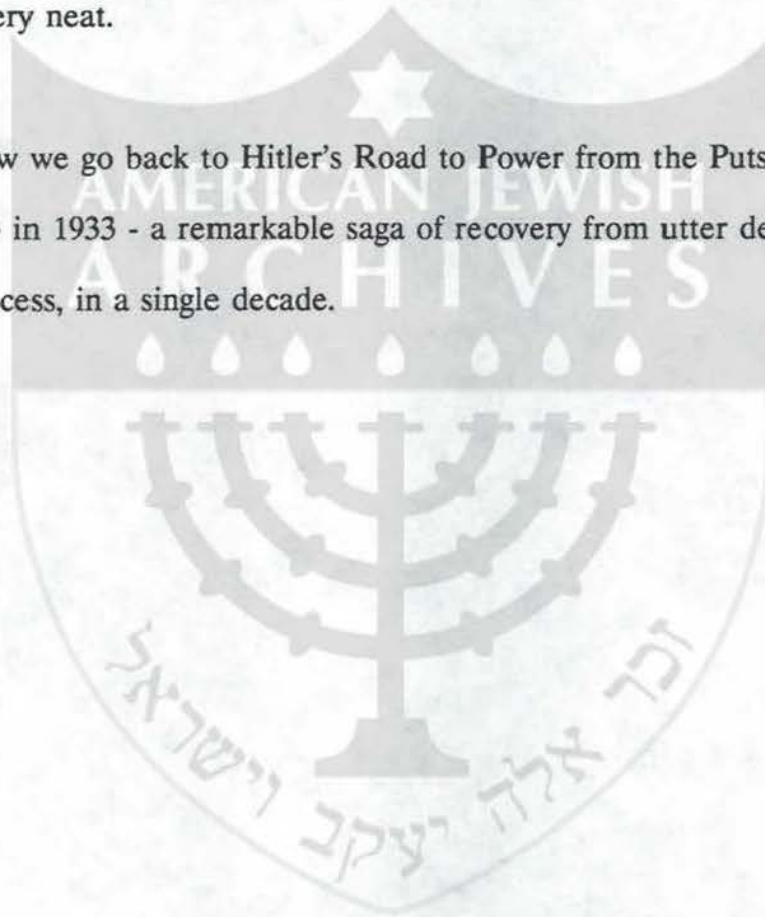 ery neat.
w we go back to Hitler's Road to Power from the Puts
in 1933 - a remarkable saga of recovery from utter de
cess, in a single decade.
AMERICAN JEWISH
ARCHIVES
זכר אלה יעקב וישראל